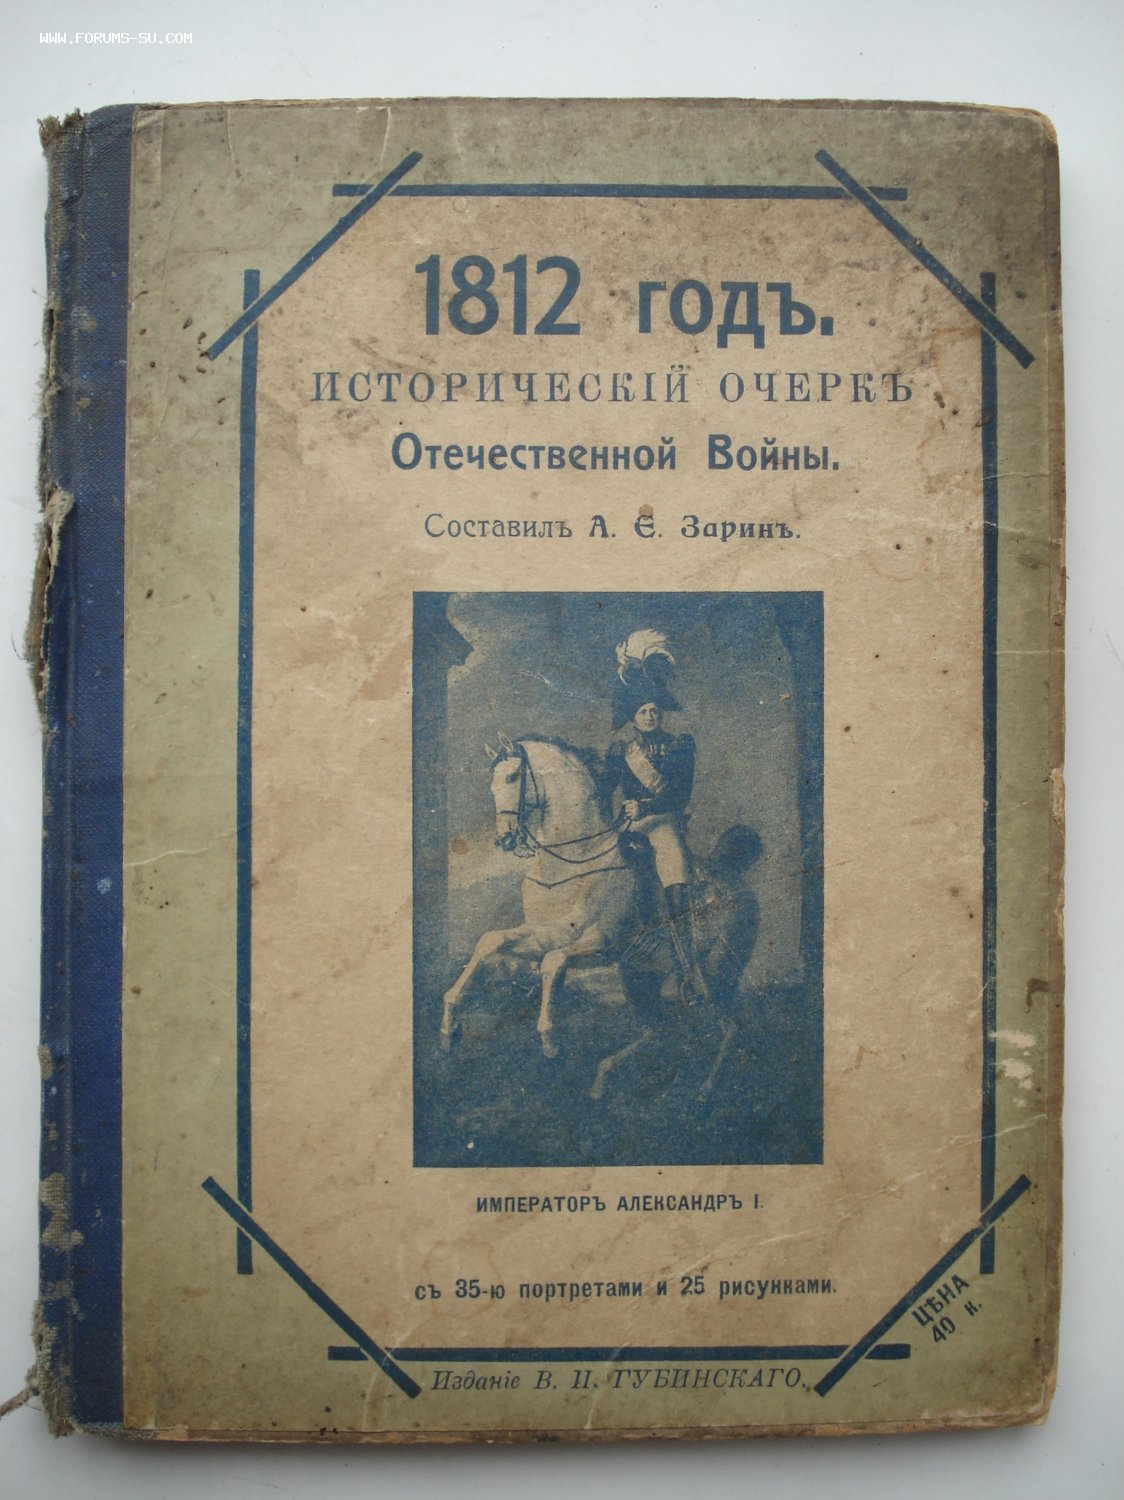 WWW.FORUMS-SU.COM
1812 годъ.
ИСТОРИЧЕСКІЙ ОЧЕРКЪ
Отечественной Войны.
Составилъ А. Е. Заринъ.
ИМПЕРАТОРЪ АЛЕКСАНДРЪ I.
съ 35-ю портретами и 25 рисунками.
ЦѢНА
40 к.
Изданіе В. И. ГУБИНСКАГО.